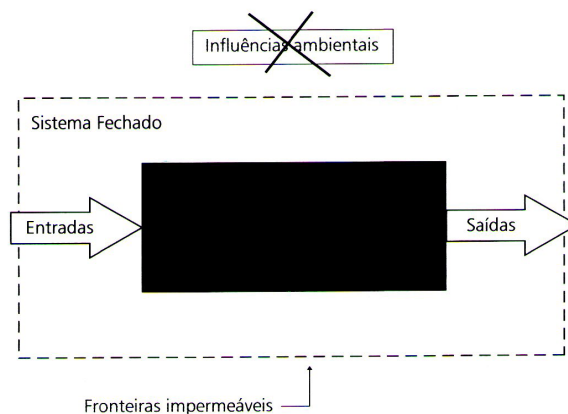 Influências ambientais
Sistema Fechado
Entradas
Saídas
Fronteiras impermeáveis